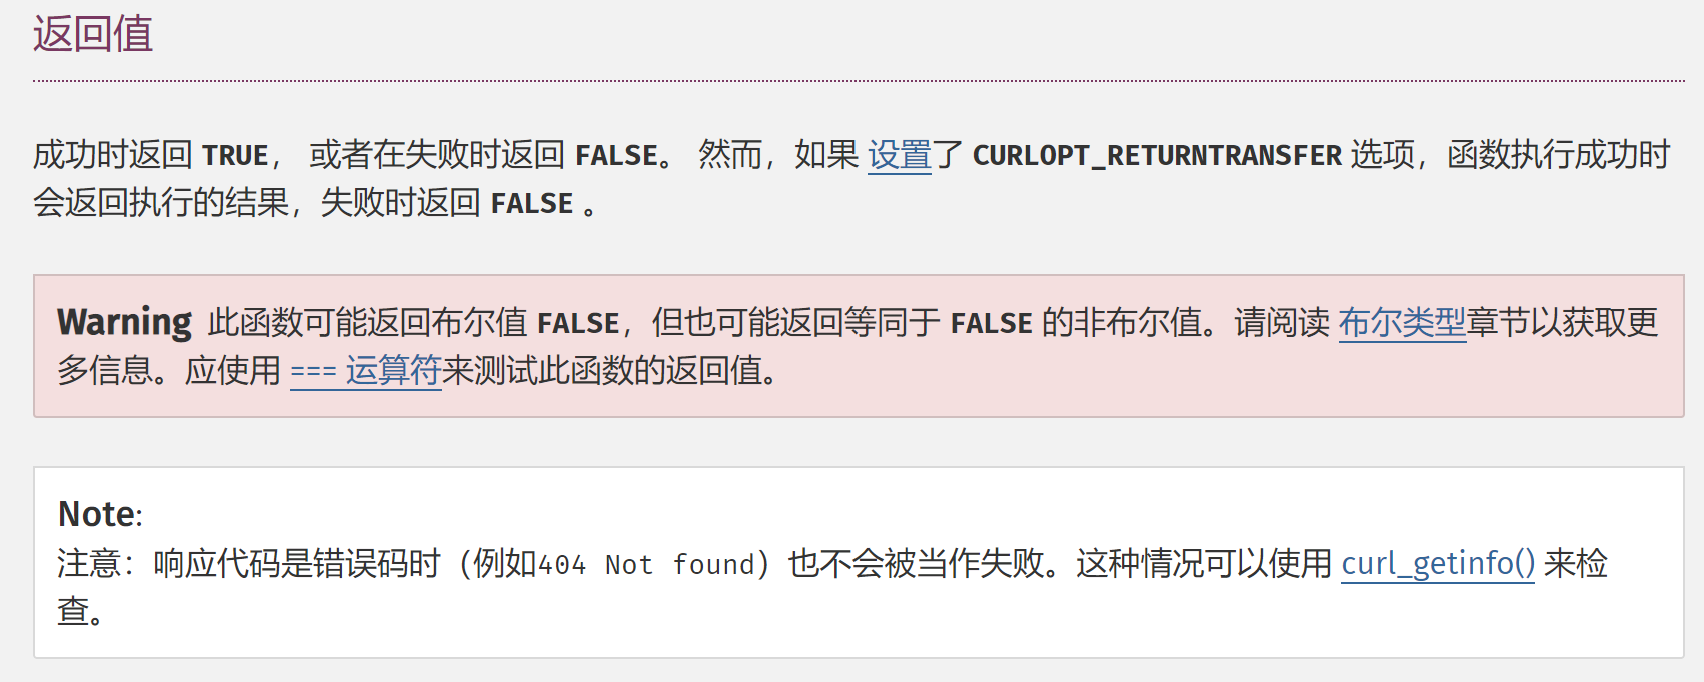 返回值
成功时返回 TRUE， 或者在失败时返回 FALSE。 然而，如果 设置了 CURLOPT_RETURNTRANSFER 选项，函数执行成功时
会返回执行的结果，失败时返回 FALSE 。
Warning 此函数可能返回布尔值 FALSE，但也可能返回等同于 FALSE 的非布尔值。请阅读 布尔类型章节以获取更
多信息。应使用 === 运算符来测试此函数的返回值。
Note:
注意：响应代码是错误码时（例如404 Not found）也不会被当作失败。这种情况可以使用 curl_getinfo() 来检
查。